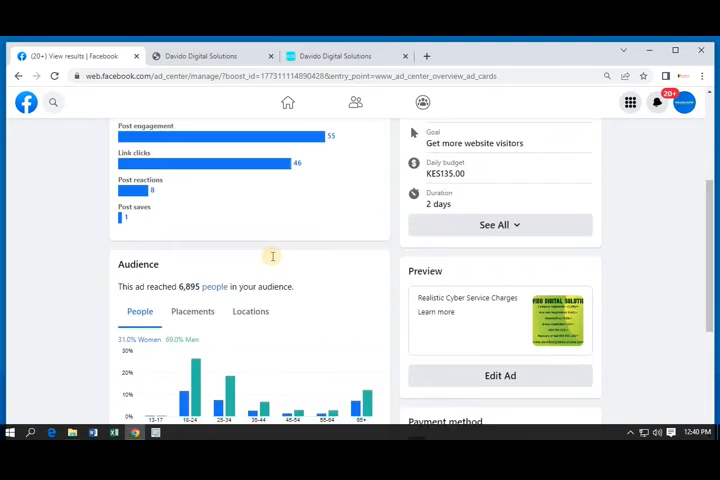 (20+) View results | Facebook
Davido Digital Solutions
Davido Digital Solutions
web.facebook.com/ad_center/manage/?boost_id=177311114890428&entry_point=www_ad_center_overview_ad_cards
20+
Post engagement
55
Link clicks
46
Post reactions
8
Post saves
1
Goal
Get more website visitors
Daily budget
KES135.00
Duration
2 days
See All
Audience
This ad reached 6,895 people in your audience.
People
Placements
Locations
31.0% Women
69.0% Men
30%
20%
10%
0%
13-17
18-24
25-34
35-44
45-54
55-64
65+
Preview
Realistic Cyber Service Charges
Learn more
Edit Ad
Payment method
12:40 PM